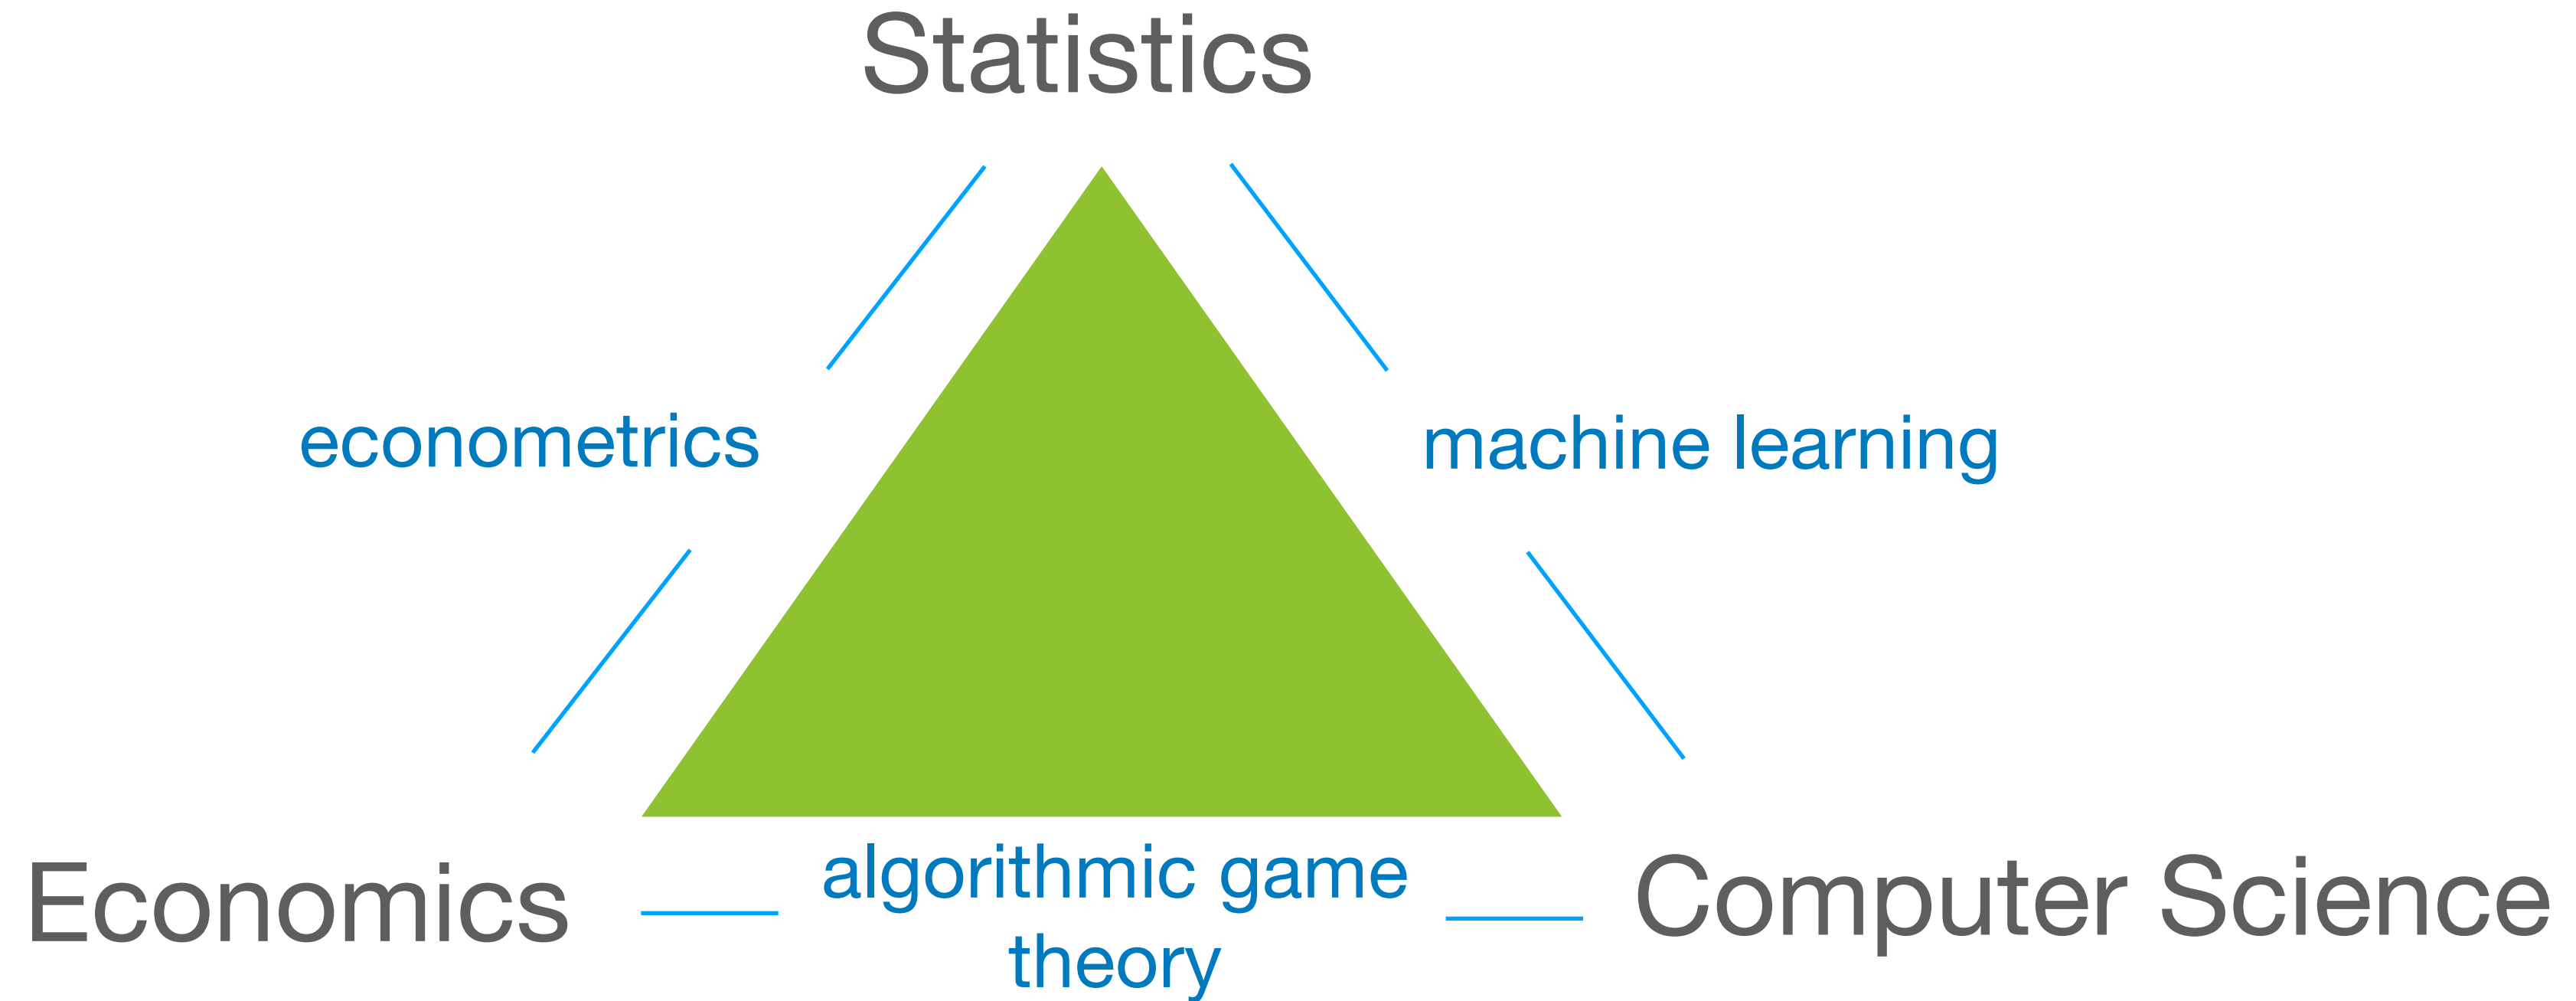 Statistics
econometrics
machine learning
Economics
algorithmic game
theory
Computer Science